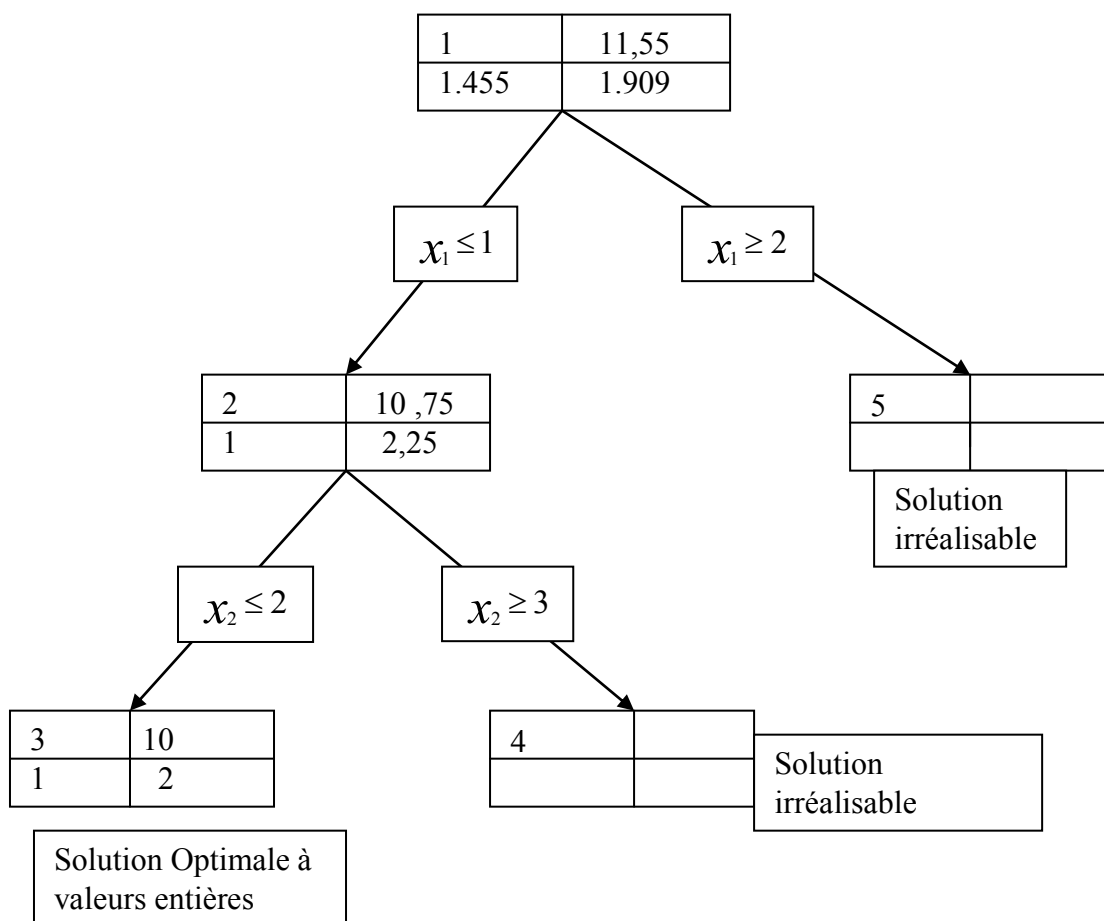 1 11,55
1.455 1.909
x₁ ≤ 1
x₁ ≥ 2
2 10 ,75
1 2,25
5
Solution
irréalisable
x₂ ≤ 2
x₂ ≥ 3
3 10
1 2
4
Solution
irréalisable
Solution Optimale à
valeurs entières